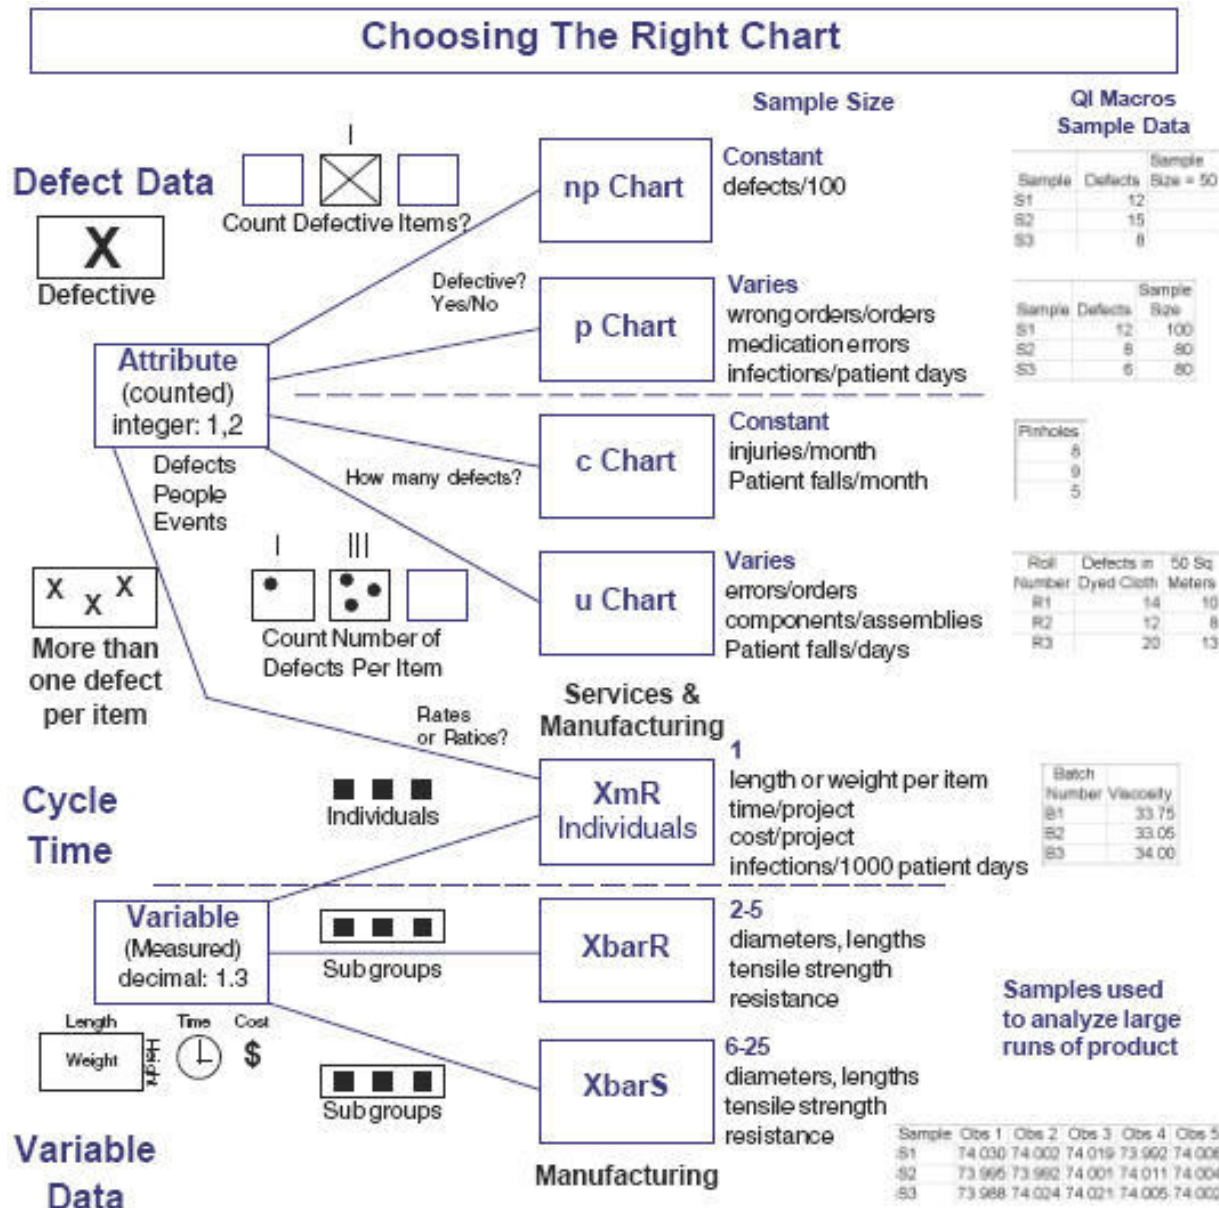 Choosing The Right Chart
Sample Size
QI Macros
Sample Data
Defect Data
X
Defective
I
Count Defective Items?
np Chart
Constant
defects/100
Sample
Sample Defects Size = 50
S1 12
S2 15
S3 8
Defective?
Yes/No
p Chart
Varies
wrong orders/orders
medication errors
infections/patient days
Sample
Sample Defects Size
S1 12 100
S2 8 80
S3 6 80
Attribute
(counted)
integer: 1,2
Defects
People
Events
c Chart
Constant
injuries/month
Patient falls/month
Pinholes
8
9
5
How many defects?
I III
Count Number of
Defects Per Item
X X X
More than
one defect
per item
u Chart
Varies
errors/orders
components/assemblies
Patient falls/days
Roll Defects in 50 Sq
Number Dyed Cloth Meters
R1 14 10
R2 12 8
R3 20 13
Services &
Manufacturing
Rates
or Ratios?
Cycle
Time
Individuals
XmR
Individuals
1
length or weight per item
time/project
cost/project
infections/1000 patient days
Batch
Number Viscosity
B1 33.75
B2 33.05
B3 34.00
Variable
(Measured)
decimal: 1.3
Sub groups
XbarR
2-5
diameters, lengths
tensile strength
resistance
Samples used
to analyze large
runs of product
Length
Weight
Height
Time
Cost
$
Sub groups
XbarS
6-25
diameters, lengths
tensile strength
resistance
Manufacturing
Variable
Data
Sample Obs 1 Obs 2 Obs 3 Obs 4 Obs 5
S1 74.030 74.002 74.019 73.992 74.008
S2 73.995 73.992 74.001 74.011 74.004
S3 73.988 74.024 74.021 74.005 74.002